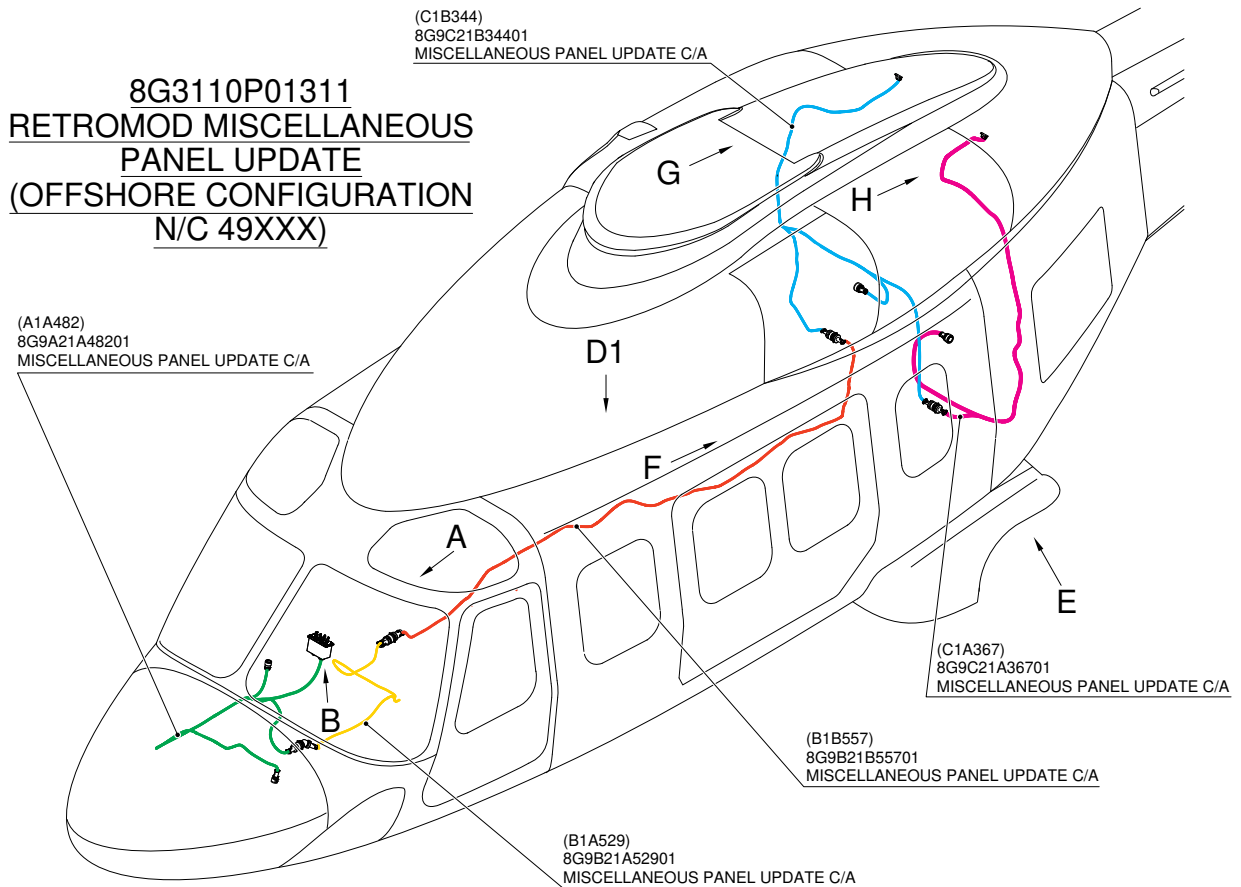 (C1B344)
8G9C21B34401
MISCELLANEOUS PANEL UPDATE C/A
8G3110P01311
RETROMOD MISCELLANEOUS
PANEL UPDATE
(OFFSHORE CONFIGURATION
N/C 49XXX)
G
H
(A1A482)
8G9A21A48201
MISCELLANEOUS PANEL UPDATE C/A
D1
F
A
E
B
(C1A367)
8G9C21A36701
MISCELLANEOUS PANEL UPDATE C/A
(B1B557)
8G9B21B55701
MISCELLANEOUS PANEL UPDATE C/A
(B1A529)
8G9B21A52901
MISCELLANEOUS PANEL UPDATE C/A